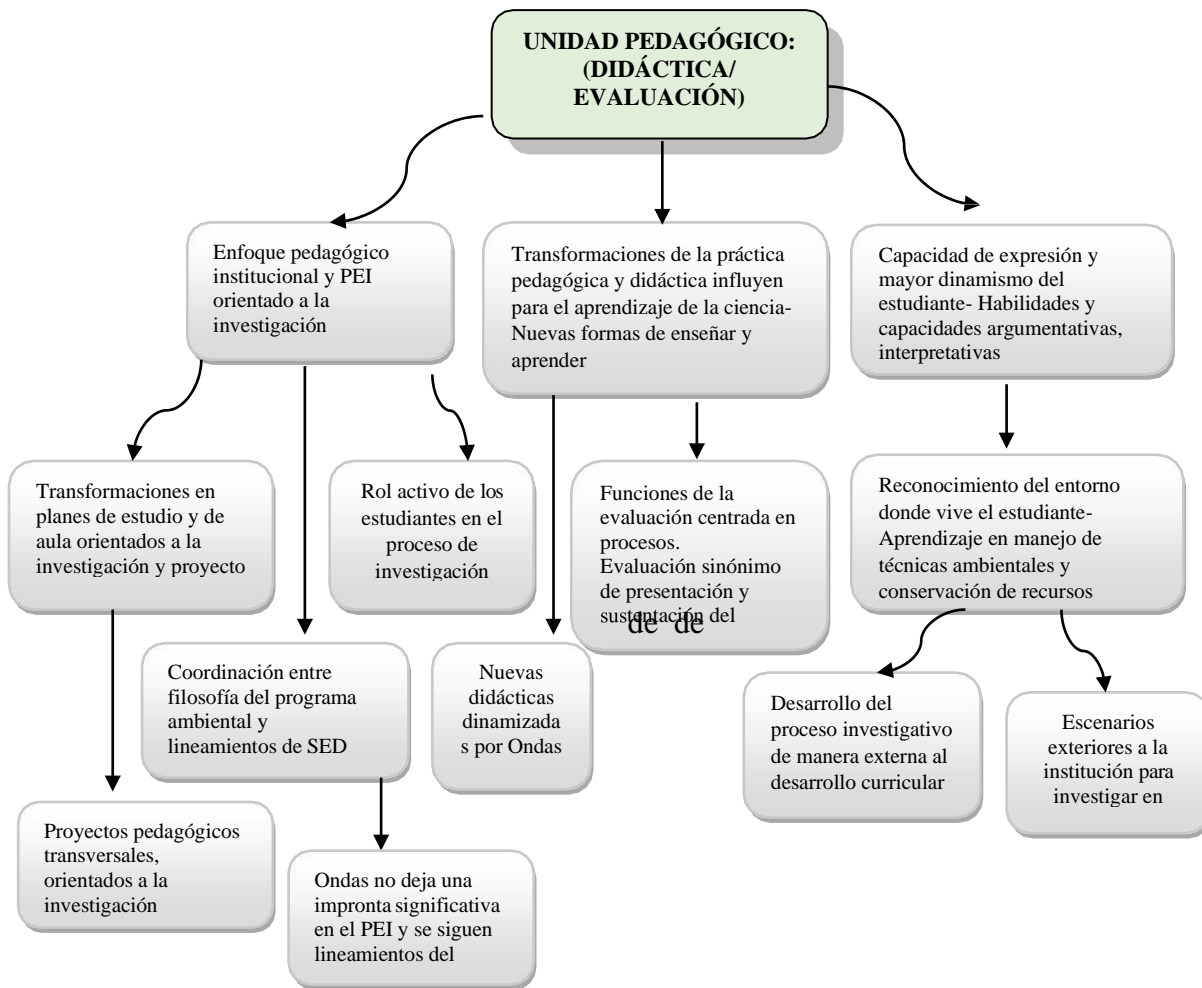 UNIDAD PEDAGÓGICO:
(DIDÁCTICA/
EVALUACIÓN)
Enfoque pedagógico
institucional y PEI
orientado a la
investigación
Transformaciones de la práctica
pedagógica y didáctica influyen
para el aprendizaje de la ciencia-
Nuevas formas de enseñar y
aprender
Capacidad de expresión y
mayor dinamismo del
estudiante- Habilidades y
capacidades argumentativas,
interpretativas
Transformaciones en
planes de estudio y de
aula orientados a la
investigación y proyecto
Rol activo de los
estudiantes en el
proceso de
investigación
Funciones de la
evaluación centrada en
procesos.
Evaluación sinónimo
de presentación y
sustentación del
de de
Reconocimiento del entorno
donde vive el estudiante-
Aprendizaje en manejo de
técnicas ambientales y
conservación de recursos
Coordinación entre
filosofía del programa
ambiental y
lineamientos de SED
Nuevas
didácticas
dinamizada
s por Ondas
Desarrollo del
proceso investigativo
de manera externa al
desarrollo curricular
Escenarios
exteriores a la
institución para
investigar en
Proyectos pedagógicos
transversales,
orientados a la
investigación
Ondas no deja una
impronta significativa
en el PEI y se siguen
lineamientos del